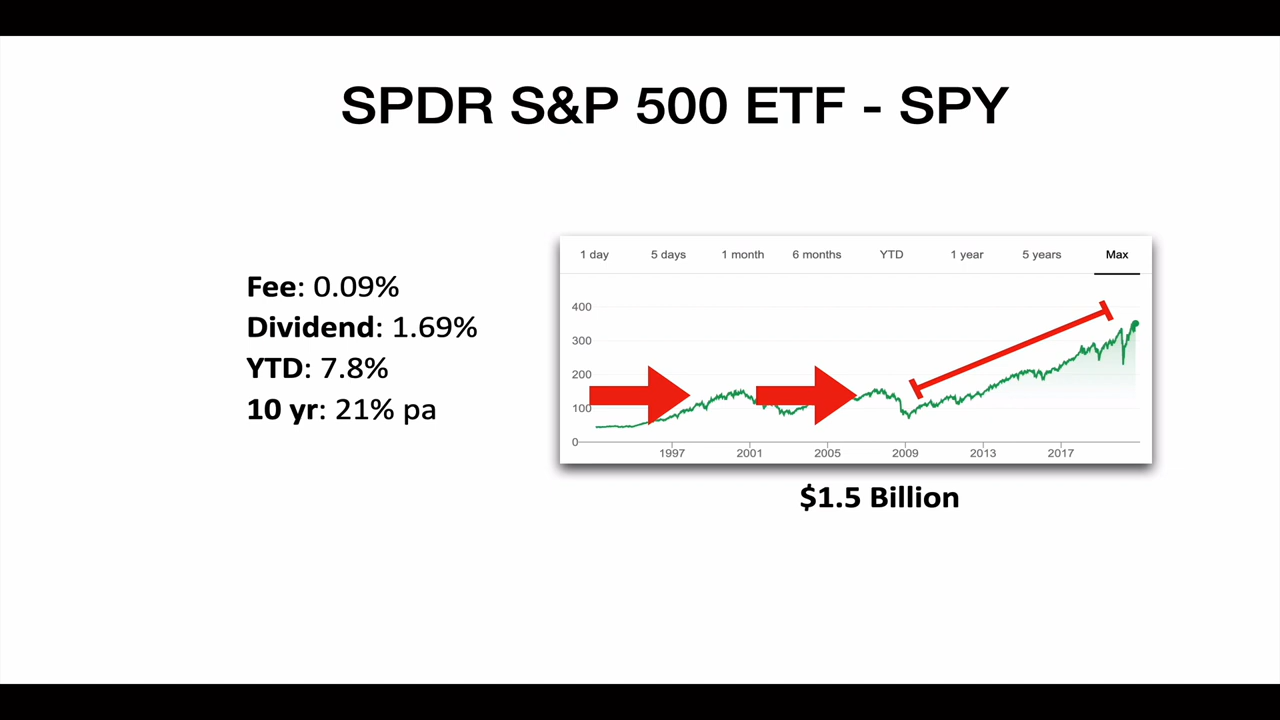 SPDR S&P 500 ETF - SPY
Fee: 0.09%
Dividend: 1.69%
YTD: 7.8%
10 yr: 21% pa
1 day 5 days 1 month 6 months YTD 1 year 5 years Max
400
300
200
100
0
1997 2001 2005 2009 2013 2017
$1.5 Billion